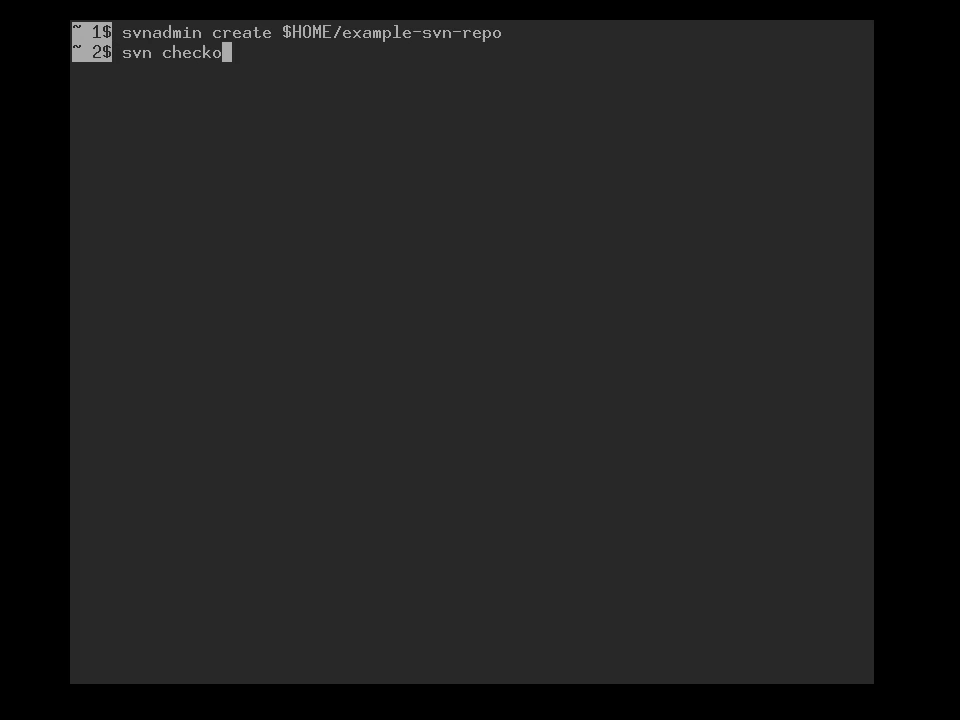 ~ 1$ svnadmin create $HOME/example-svn-repo
~ 2$ svn checko